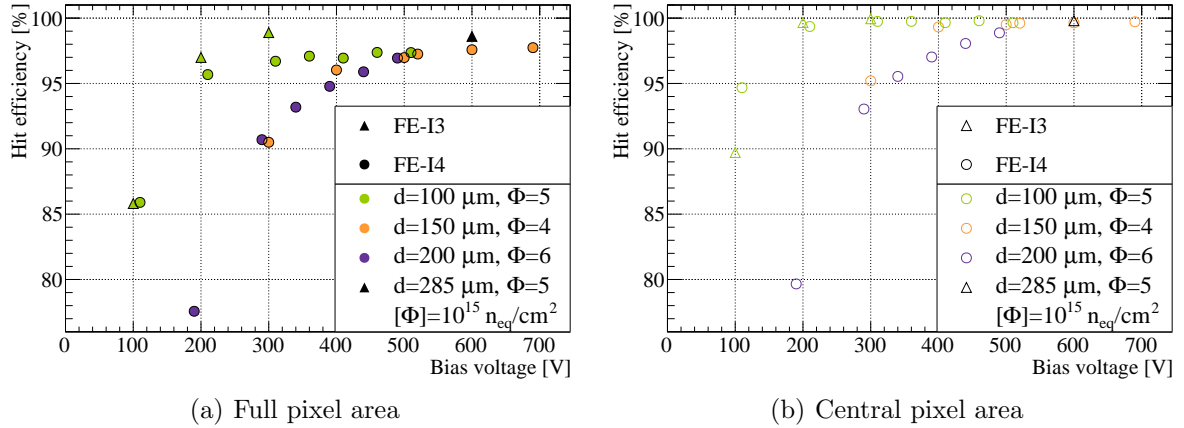 Hit efficiency [%]
100
95
90
85
80
FE-I3
FE-I4
d=100 μm, Φ=5
d=150 μm, Φ=4
d=200 μm, Φ=6
d=285 μm, Φ=5
[Φ]=10¹⁵ n_eq/cm²
0 100 200 300 400 500 600 700
Bias voltage [V]
(a) Full pixel area
Hit efficiency [%]
100
95
90
85
80
FE-I3
FE-I4
d=100 μm, Φ=5
d=150 μm, Φ=4
d=200 μm, Φ=6
d=285 μm, Φ=5
[Φ]=10¹⁵ n_eq/cm²
0 100 200 300 400 500 600 700
Bias voltage [V]
(b) Central pixel area